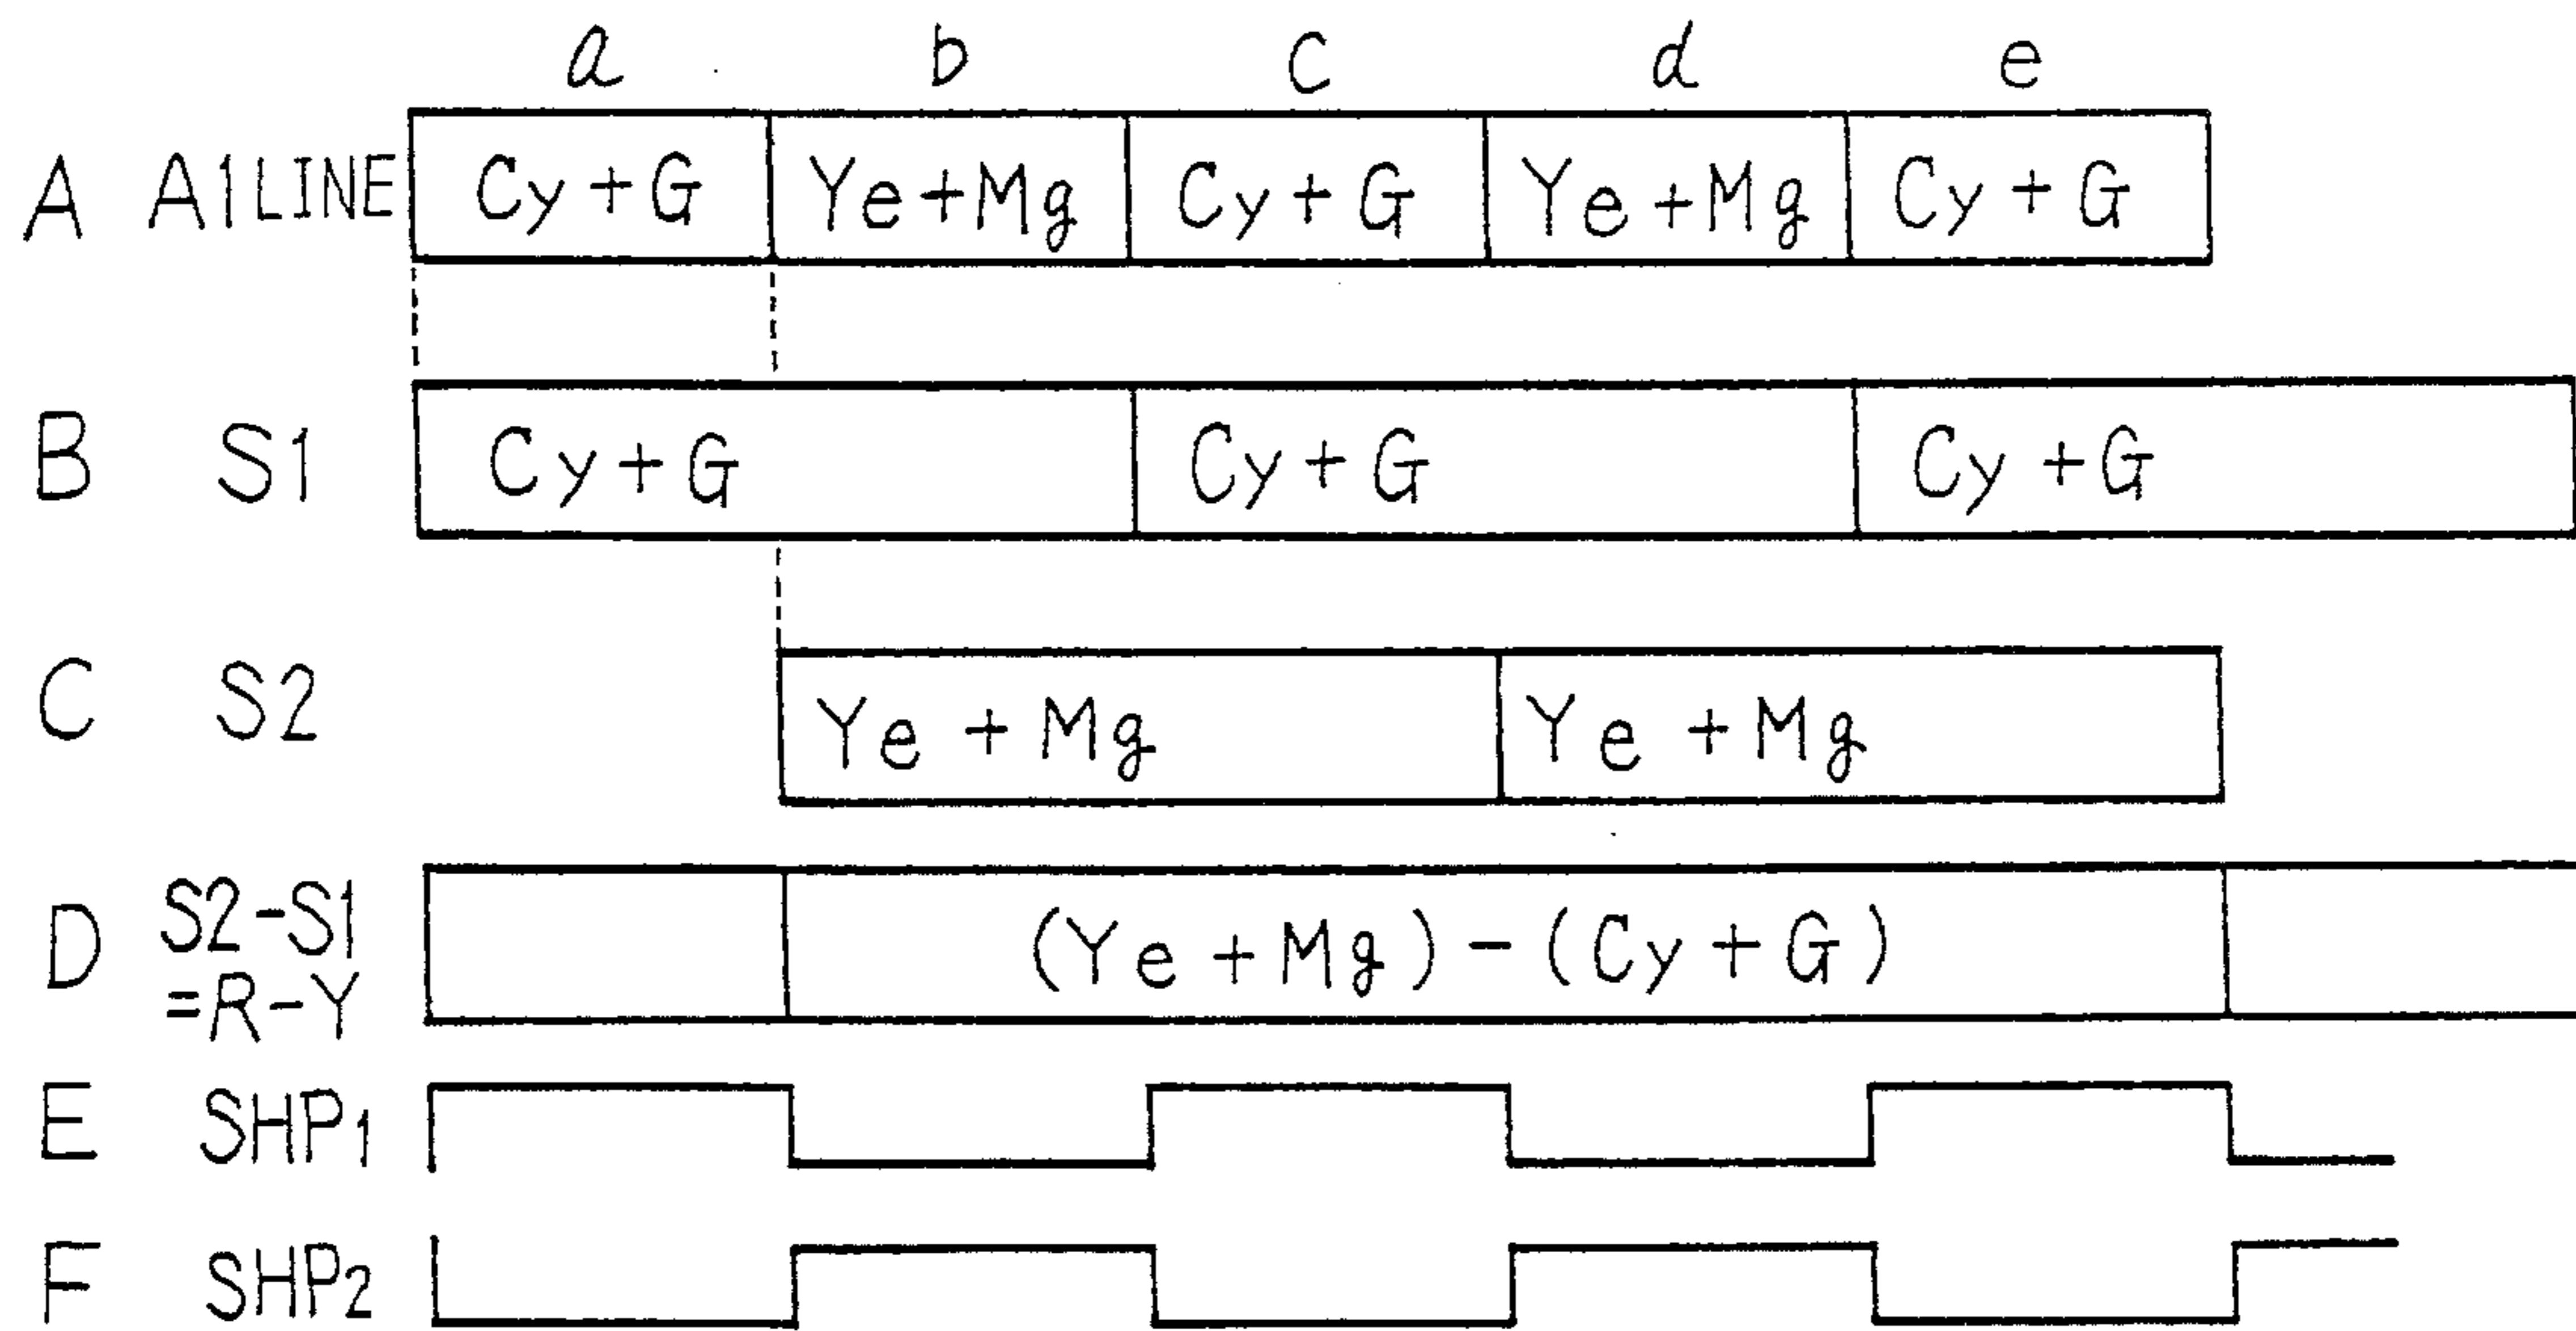 a b c d e
A A1LINE Cy+G Ye+Mg Cy+G Ye+Mg Cy+G
B S1 Cy+G Cy+G Cy+G
C S2 Ye+Mg Ye+Mg
D S2-S1
=R-Y
(Ye+Mg)-(Cy+G)
E SHP1
F SHP2